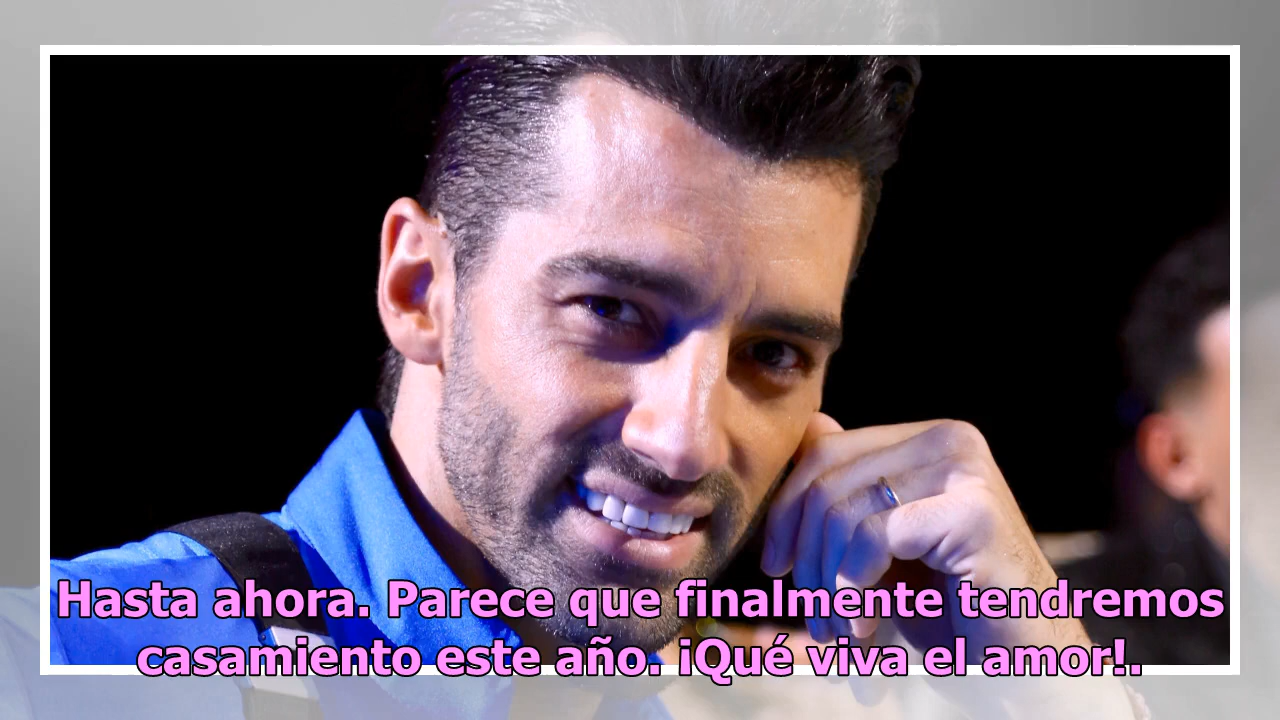 Hasta ahora. Parece que finalmente tendremos
casamiento este año. ¡Qué viva el amor!.